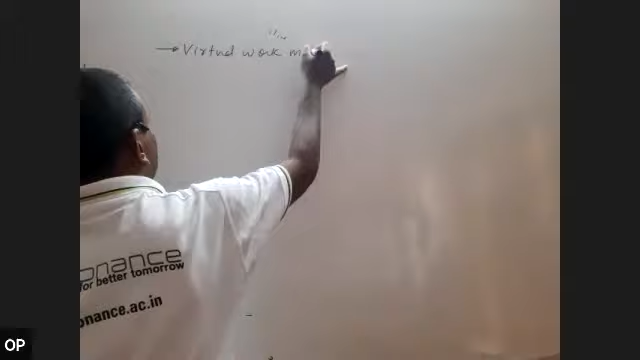 → Virtual work m
onance
for better tomorrow
onance.ac.in
OP